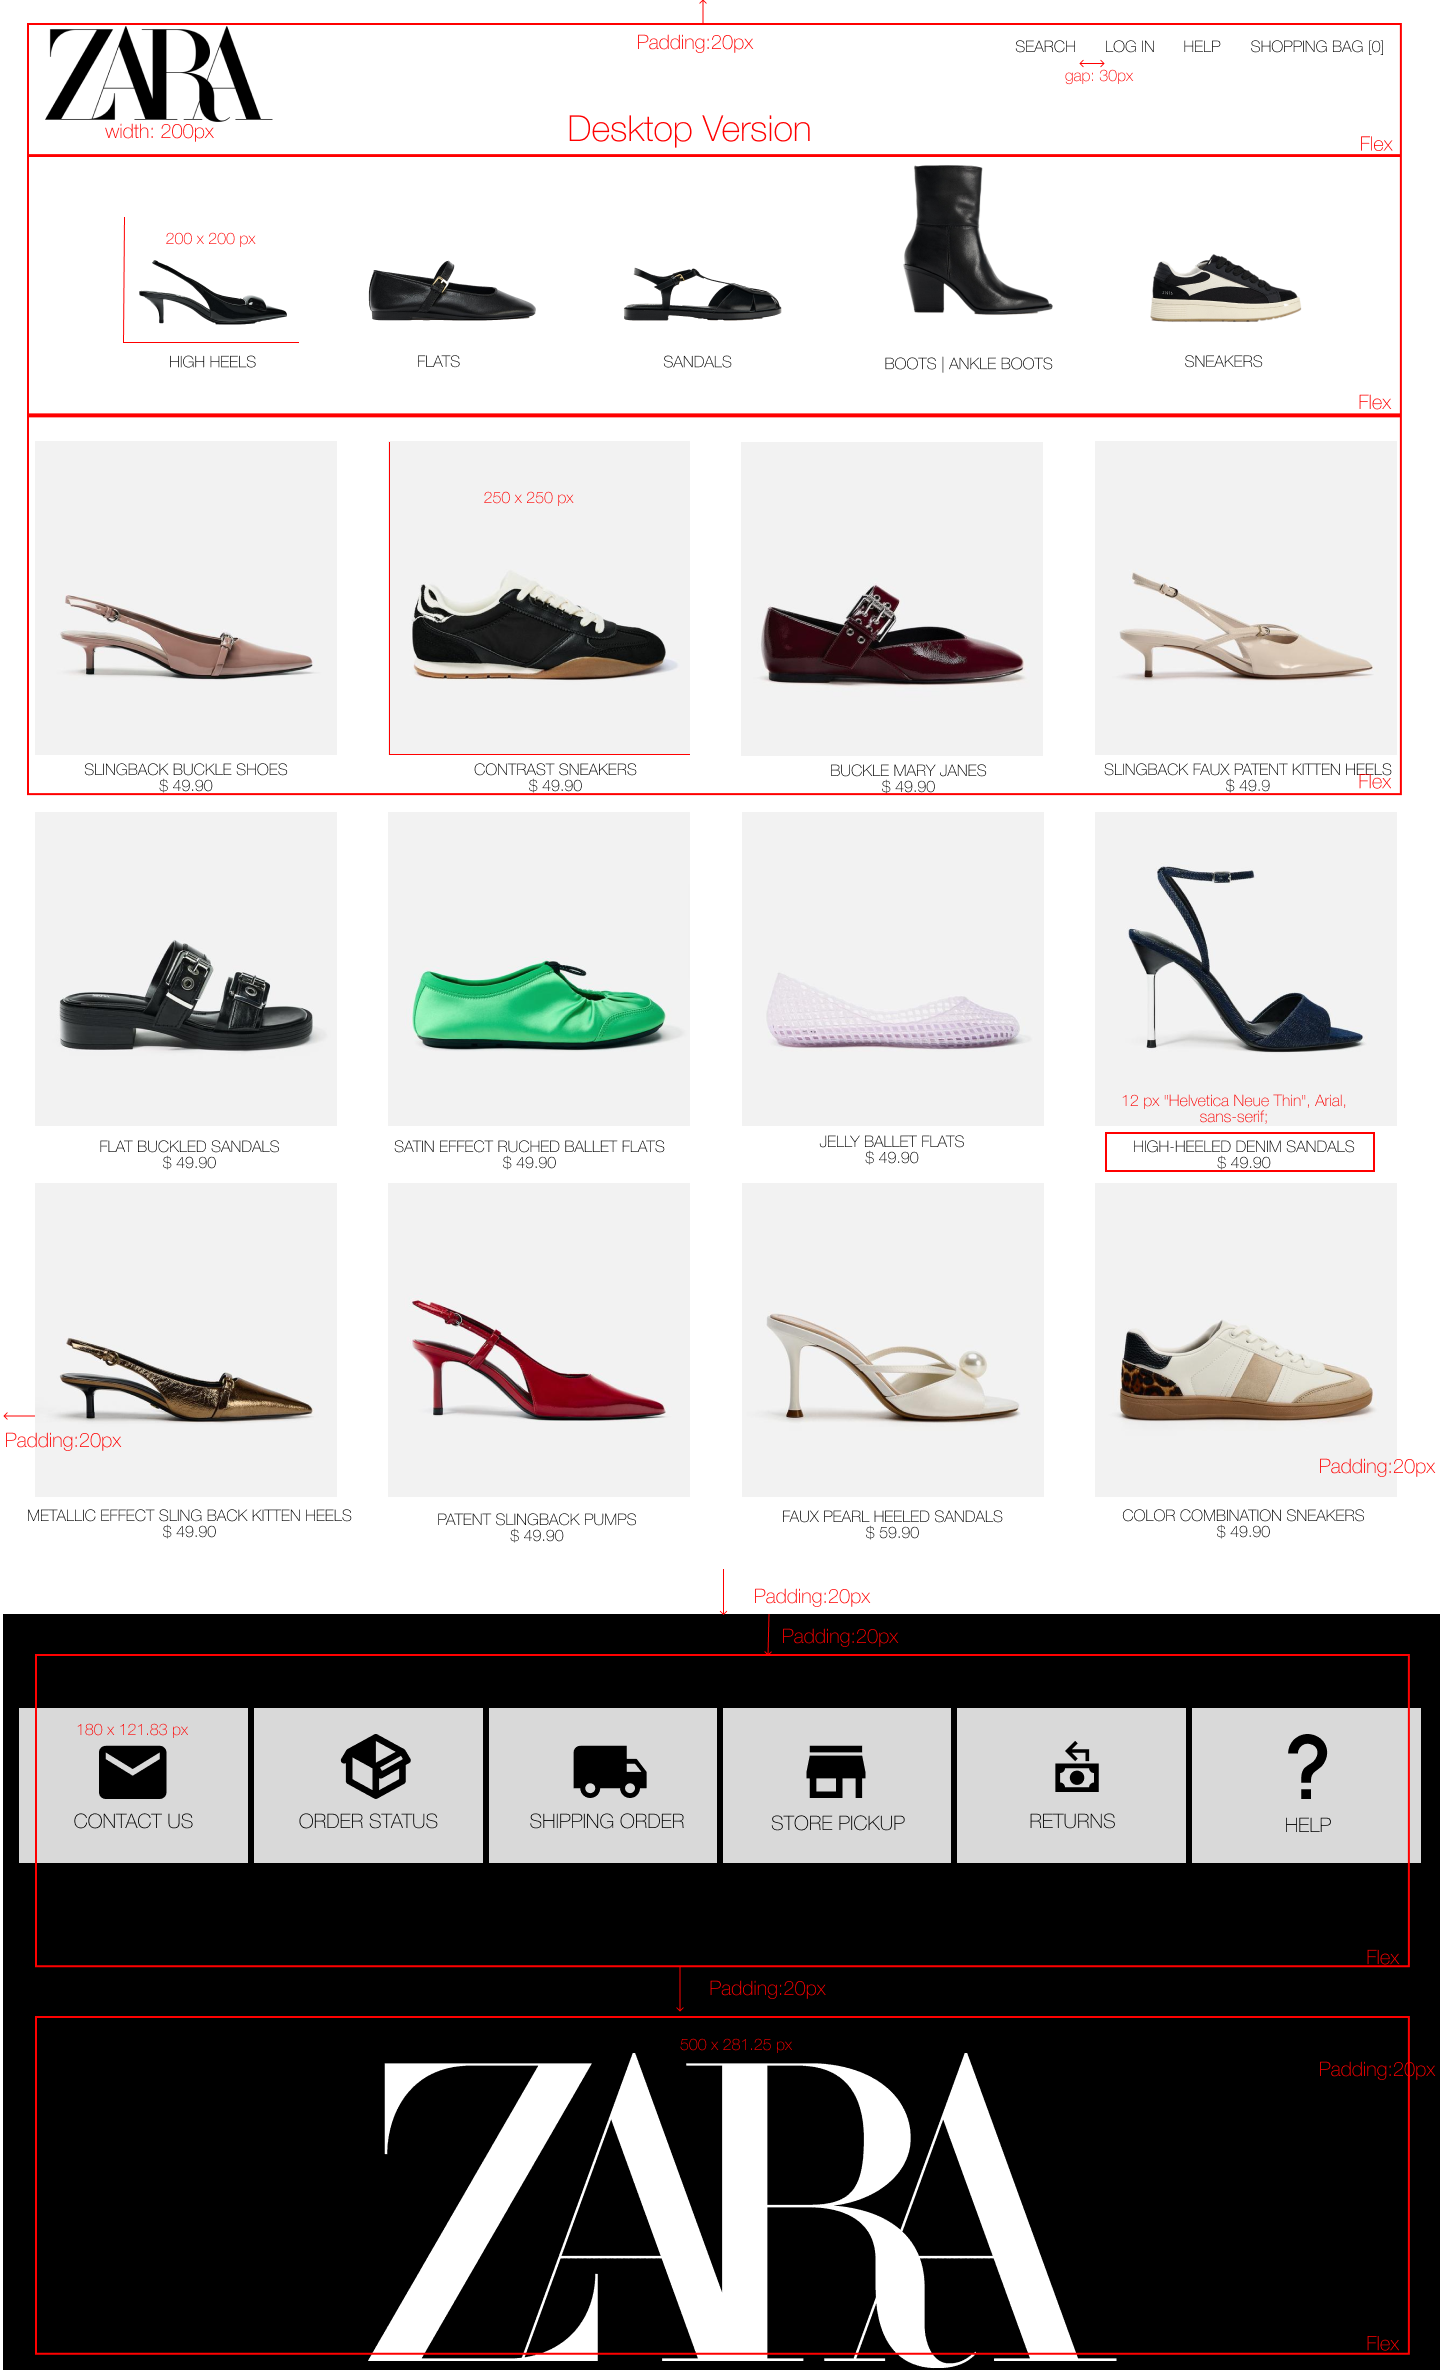 ZARA
Padding:20px
SEARCH LOG IN HELP SHOPPING BAG [0]
gap: 30px
width: 200px
Desktop Version
Flex
200 x 200 px
HIGH HEELS
FLATS
SANDALS
BOOTS | ANKLE BOOTS
SNEAKERS
Flex
250 x 250 px
SLINGBACK BUCKLE SHOES
$ 49.90
CONTRAST SNEAKERS
$ 49.90
BUCKLE MARY JANES
$ 49.90
SLINGBACK FAUX PATENT KITTEN HEELS
$ 49.9
Flex
12 px "Helvetica Neue Thin", Arial,
sans-serif;
FLAT BUCKLED SANDALS
$ 49.90
SATIN EFFECT RUCHED BALLET FLATS
$ 49.90
JELLY BALLET FLATS
$ 49.90
HIGH-HEELED DENIM SANDALS
$ 49.90
Padding:20px
Padding:20px
METALLIC EFFECT SLING BACK KITTEN HEELS
$ 49.90
PATENT SLINGBACK PUMPS
$ 49.90
FAUX PEARL HEELED SANDALS
$ 59.90
COLOR COMBINATION SNEAKERS
$ 49.90
Padding:20px
Padding:20px
180 x 121.83 px
CONTACT US
ORDER STATUS
SHIPPING ORDER
STORE PICKUP
RETURNS
HELP
Flex
Padding:20px
500 x 281.25 px
Padding:20px
ZARA
Flex